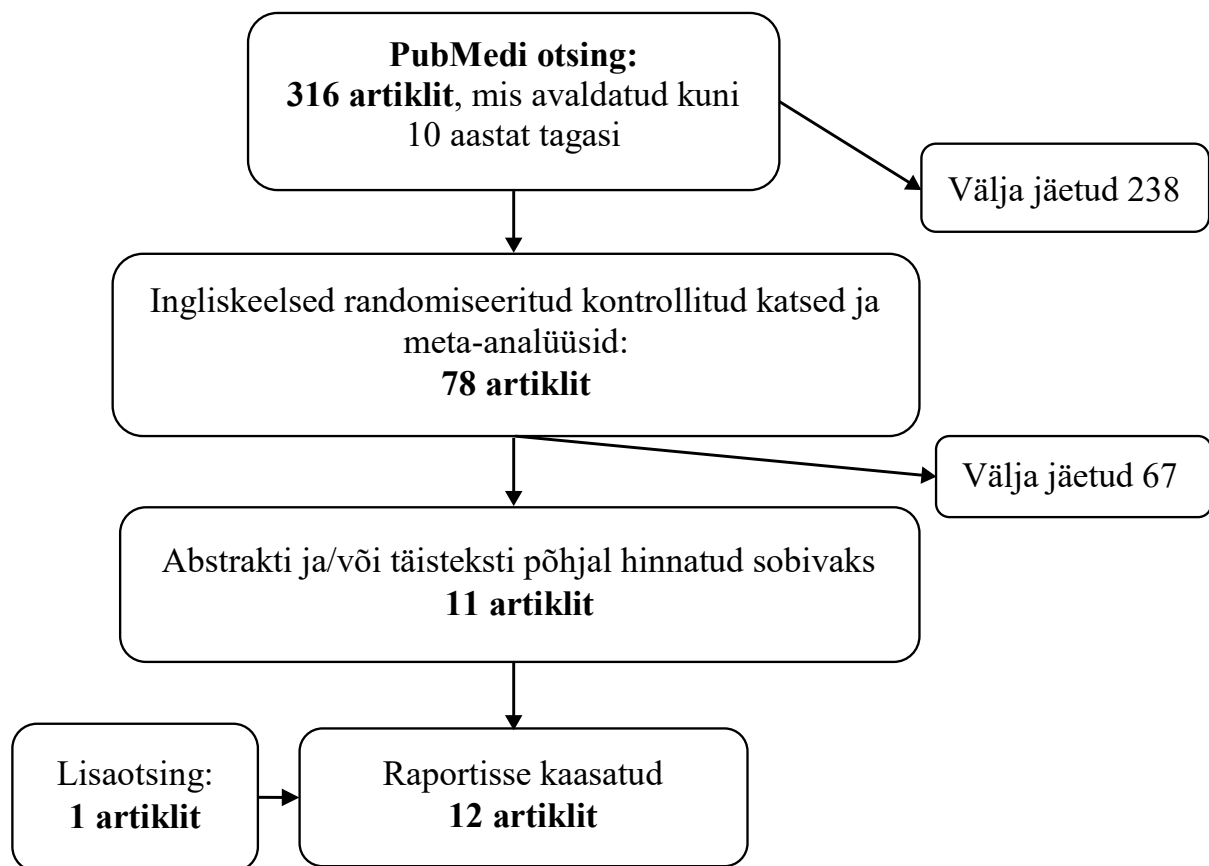 PubMedi otsing:
316 artiklit, mis avaldatud kuni
10 aastat tagasi
Välja jäetud 238
Ingliskeelsed randomiseeritud kontrollitud katsed ja
meta-analüüsid:
78 artiklit
Välja jäetud 67
Abstrakti ja/või täisteksti põhjal hinnatud sobivaks
11 artiklit
Lisaotsing:
1 artiklit
Raportisse kaasatud
12 artiklit